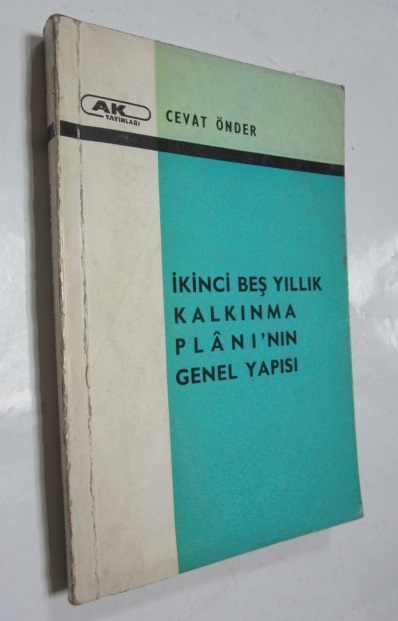 AK
YAYINLARI
CEVAT ÖNDER
İKİNCİ BEŞ YILLIK
KALKINMA
PLÂNI'NIN
GENEL YAPISI